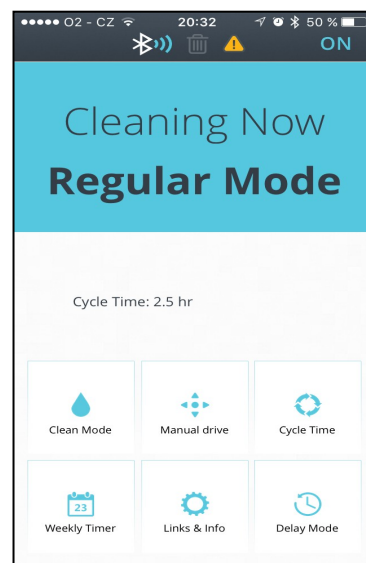 O2 - CZ 20:32 50 %
ON
Cleaning Now
Regular Mode
Cycle Time: 2.5 hr
Clean Mode Manual drive Cycle Time
23
Weekly Timer Links & Info Delay Mode